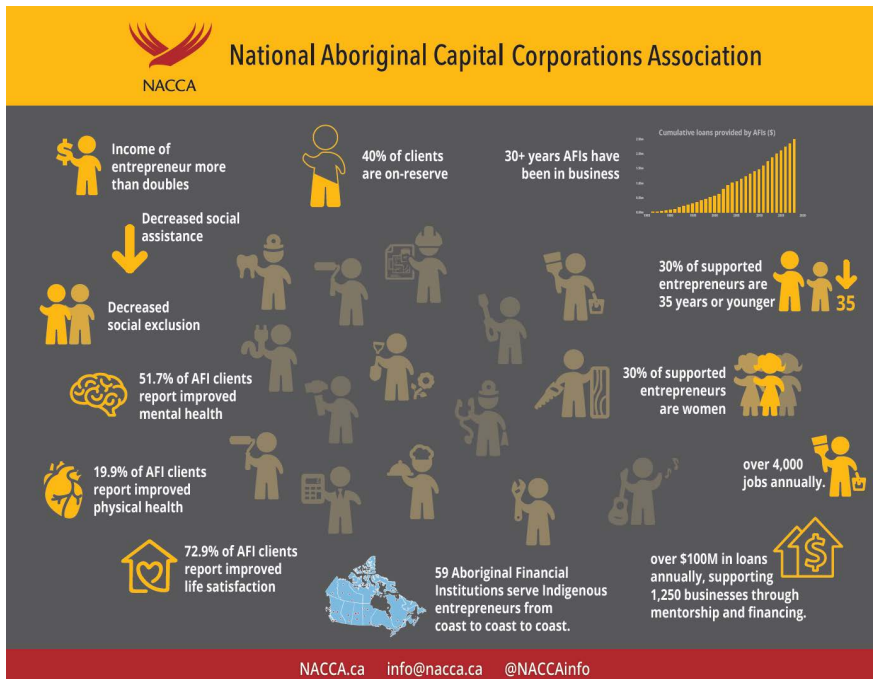 NACCA
National Aboriginal Capital Corporations Association
Income of
entrepreneur more
than doubles
40% of clients
are on-reserve
30+ years AFIs have
been in business
Cumulative loans provided by AFIs ($)
Decreased social
assistance
Decreased
social exclusion
30% of supported
entrepreneurs are
35 years or younger
35
51.7% of AFI clients
report improved
mental health
30% of supported
entrepreneurs
are women
19.9% of AFI clients
report improved
physical health
over 4,000
jobs annually.
72.9% of AFI clients
report improved
life satisfaction
59 Aboriginal Financial
Institutions serve Indigenous
entrepreneurs from
coast to coast to coast.
$
over $100M in loans
annually, supporting
1,250 businesses through
mentorship and financing.
NACCA.ca info@nacca.ca @NACCAinfo